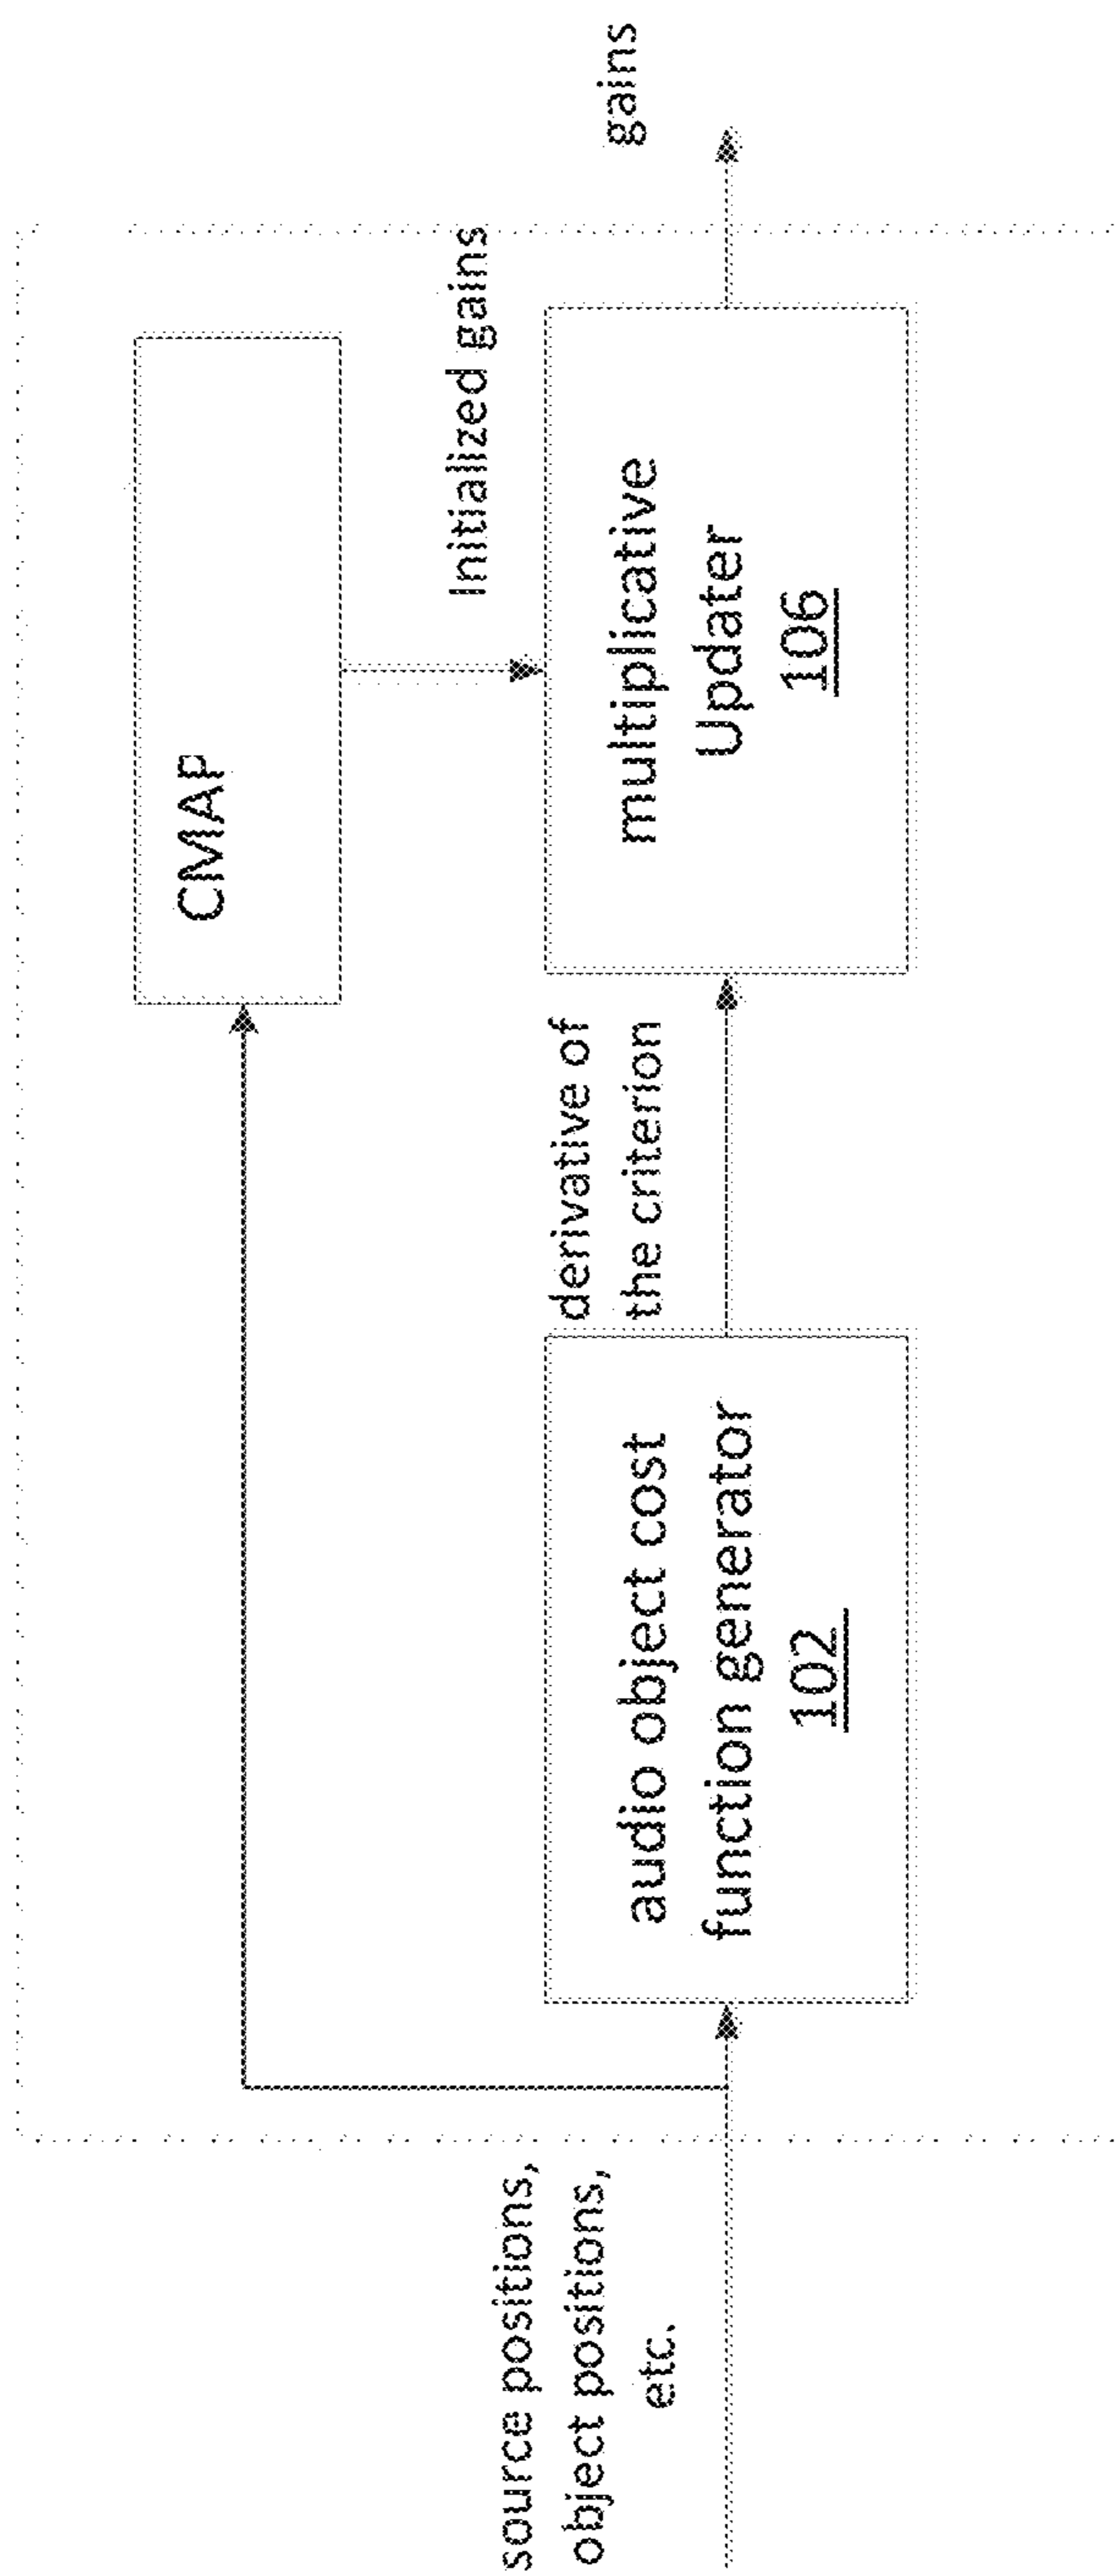 source positions,
object positions,
etc.
audio object cost
function generator
102
derivative of
the criterion
CMAP
Initialized gains
multiplicative
Updater
106
gains